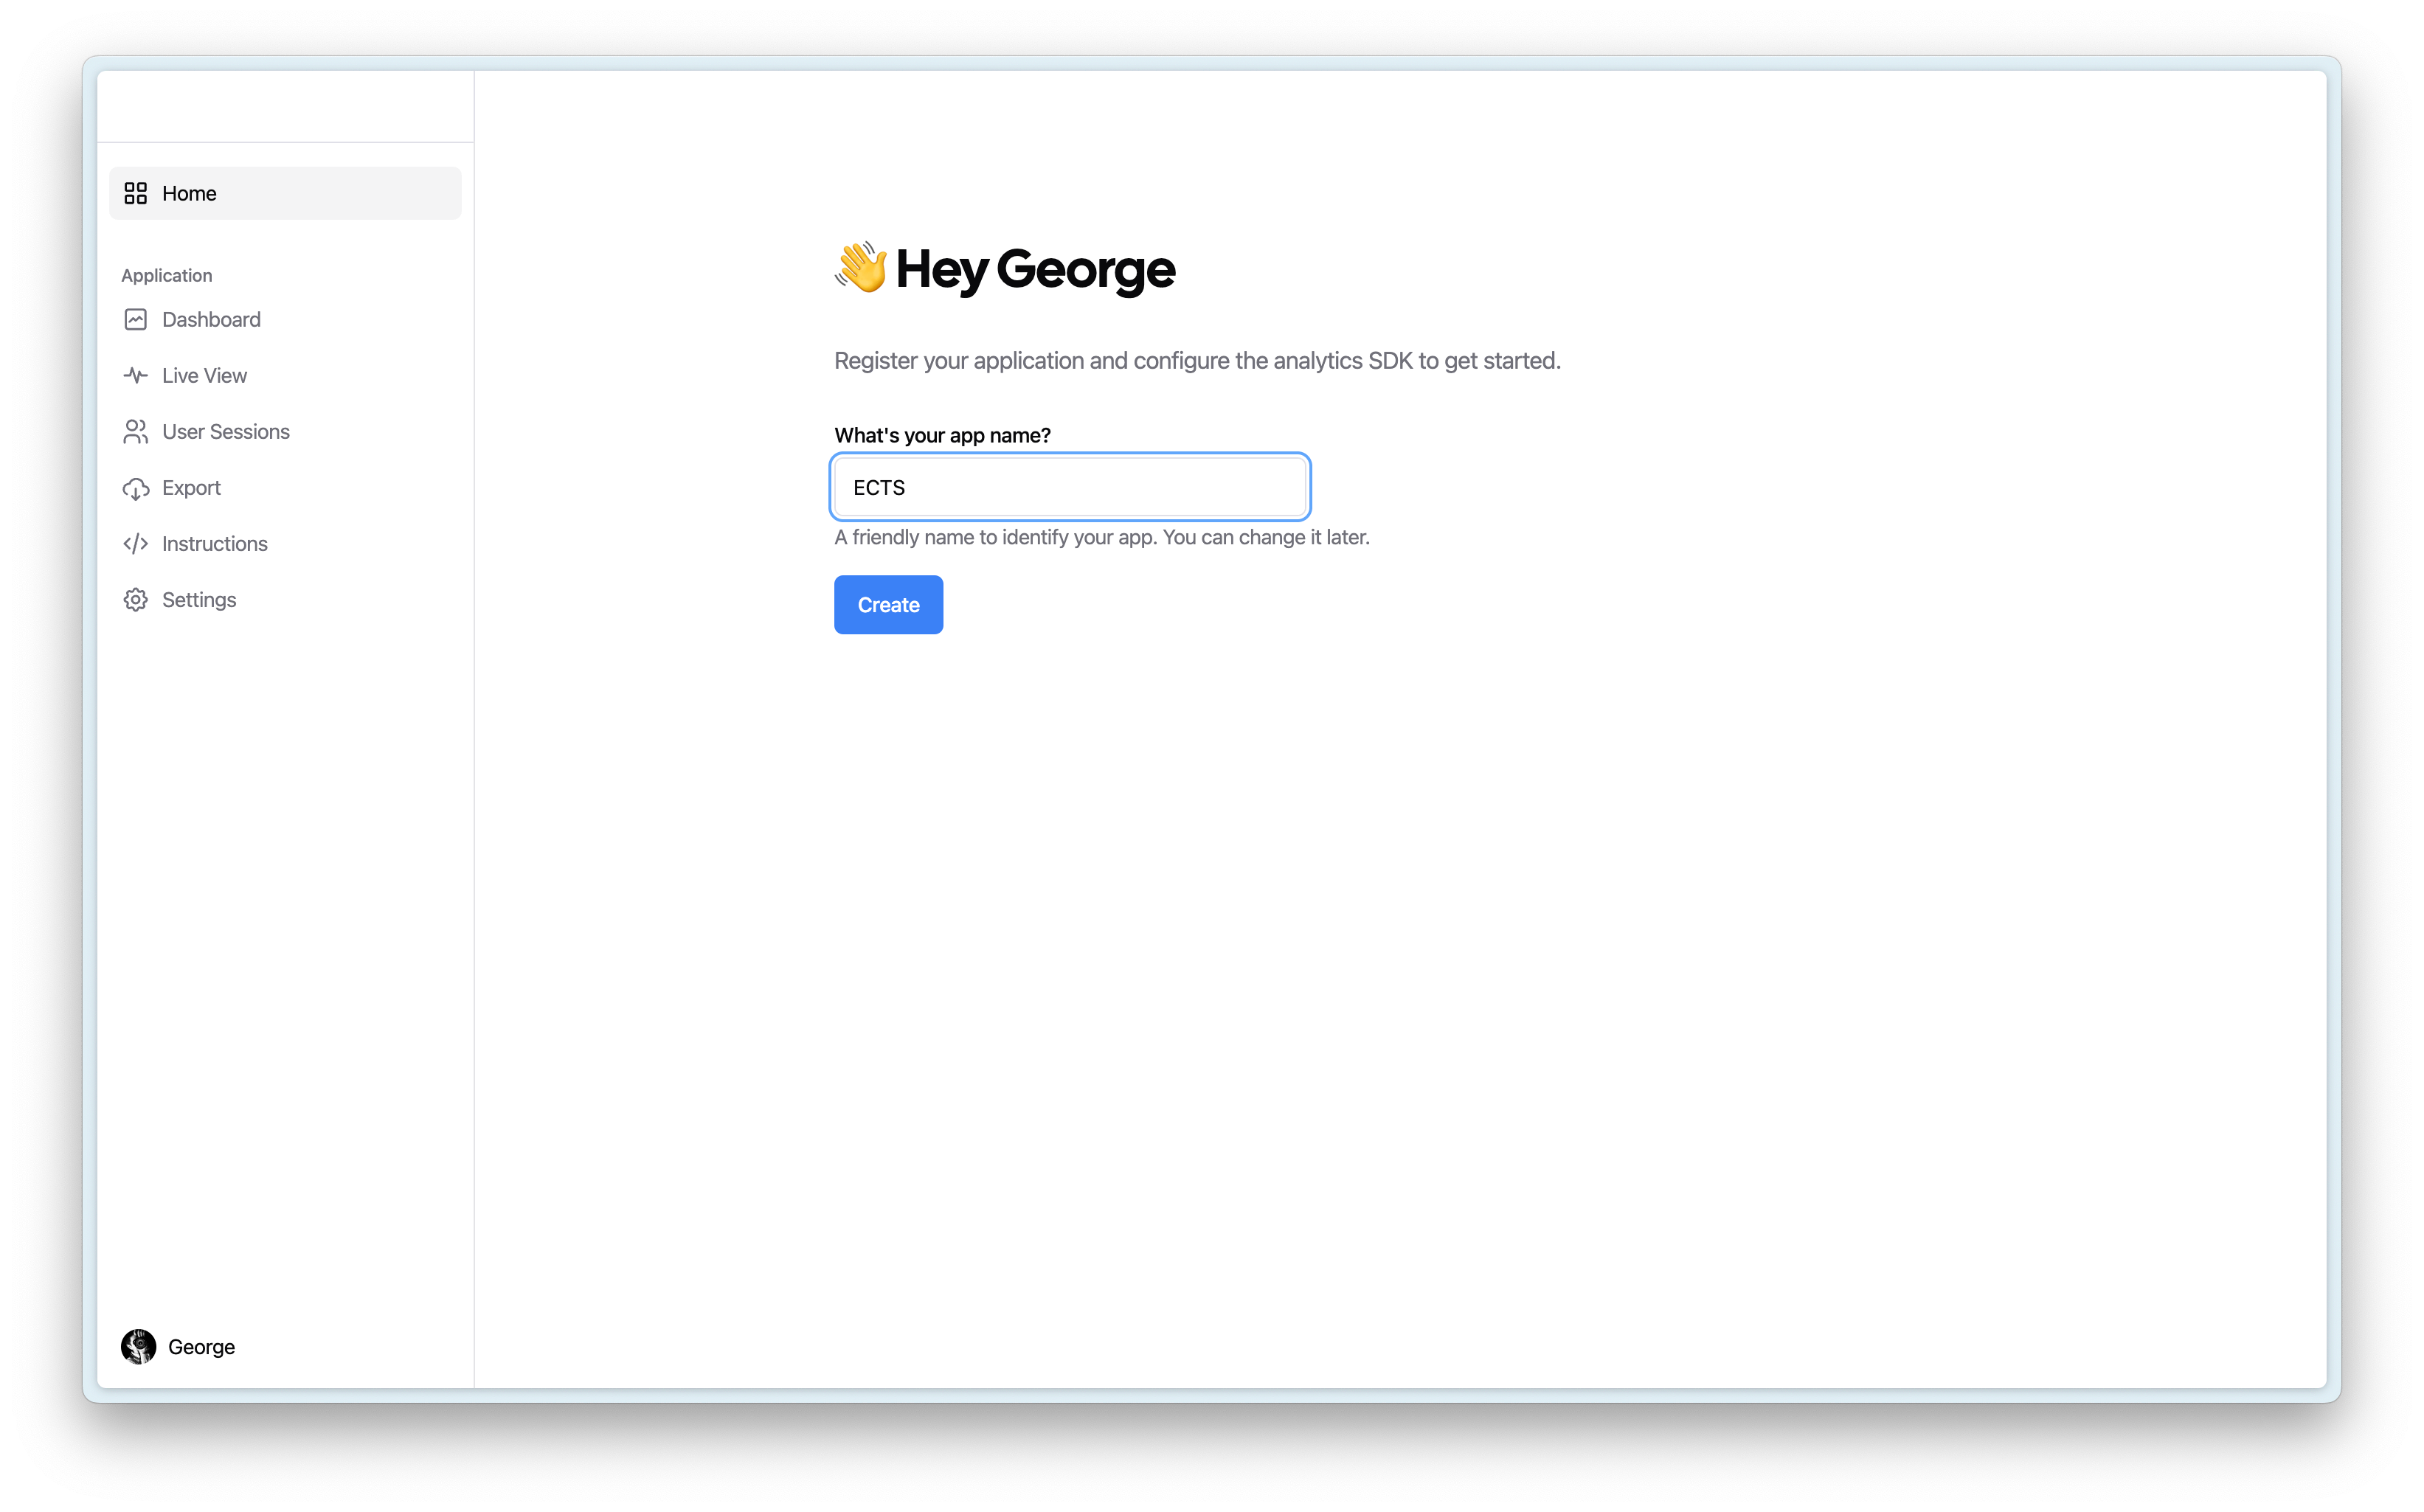 Home
Application
Dashboard
Live View
User Sessions
Export
Instructions
Settings
George
👋 Hey George
Register your application and configure the analytics SDK to get started.
What's your app name?
ECTS
A friendly name to identify your app. You can change it later.
Create